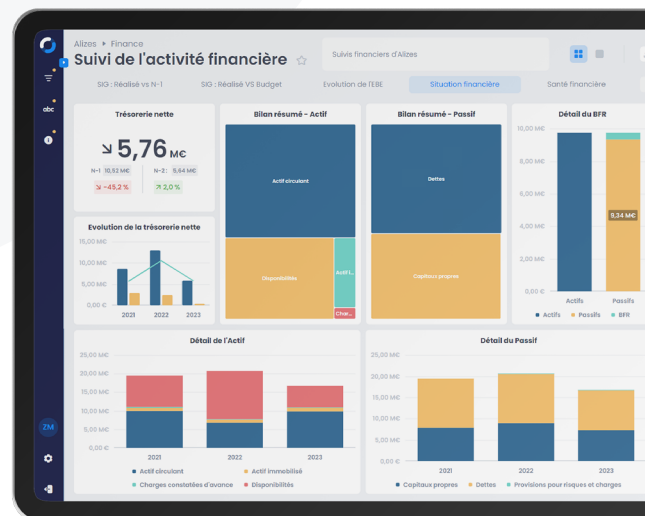 Alizes ▸ Finance
Suivi de l'activité financière
Suivis financiers d'Alizes
SIG : Réalisé vs N-1
SIG : Réalisé VS Budget
Evolution de l'EBE
Situation financière
Santé financière
abc
ZM
Trésorerie nette
5,76 M€
N-1 10,52 M€
N-2 : 5,64 M€
-45,2 %
2,0 %
Bilan résumé - Actif
Actif circulant
Disponibilités
Actif i...
Char...
Bilan résumé - Passif
Dettes
Capitaux propres
Détail du BFR
10,00 M€
8,00 M€
6,00 M€
4,00 M€
2,00 M€
0,00 €
9,34 M€
Actifs
Passifs
Actifs
Passifs
BFR
Evolution de la trésorerie nette
15,00 M€
10,00 M€
5,00 M€
0,00 €
2021
2022
2023
Détail de l'Actif
25,00 M€
20,00 M€
15,00 M€
10,00 M€
5,00 M€
0,00 €
2021
2022
2023
Actif circulant
Actif immobilisé
Charges constatées d'avance
Disponibilités
Détail du Passif
25,00 M€
20,00 M€
15,00 M€
10,00 M€
5,00 M€
0,00 €
2021
2022
2023
Capitaux propres
Dettes
Provisions pour risques et charges